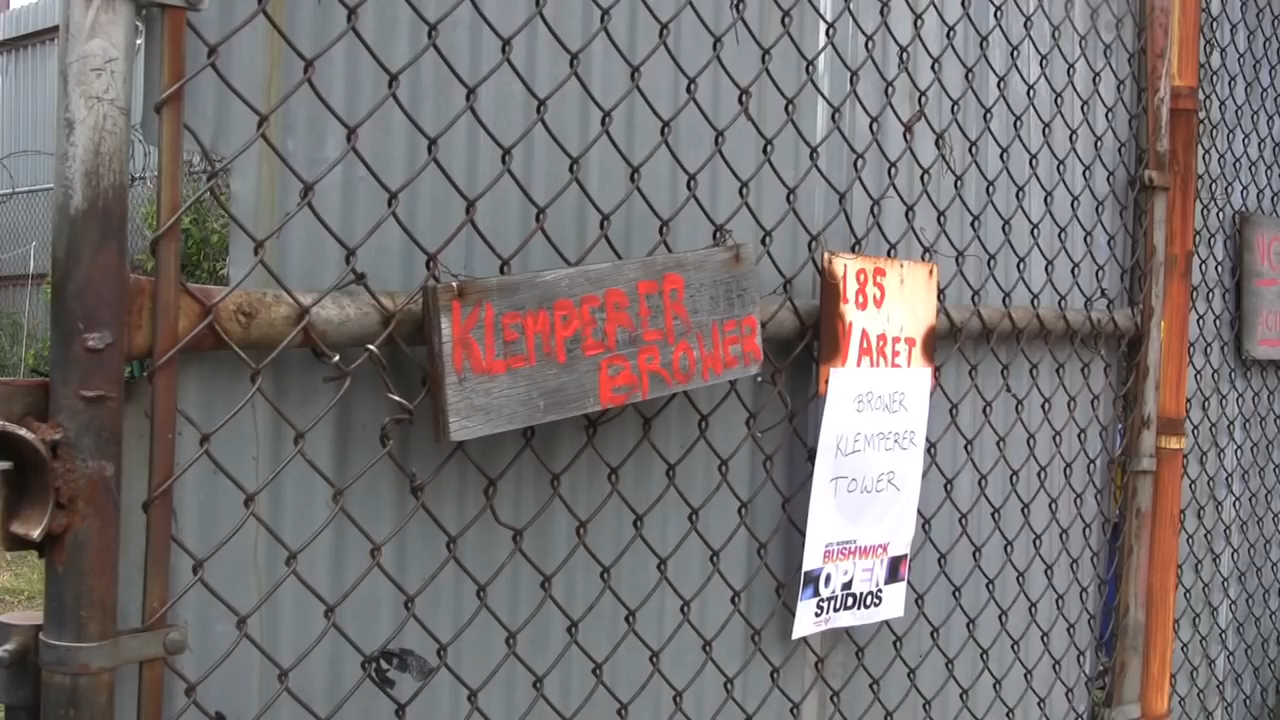 KLEMPERER
BROWER
185
VARET
BROWER
KLEMPERER
TOWER
BUSHWICK
OPEN
STUDIOS